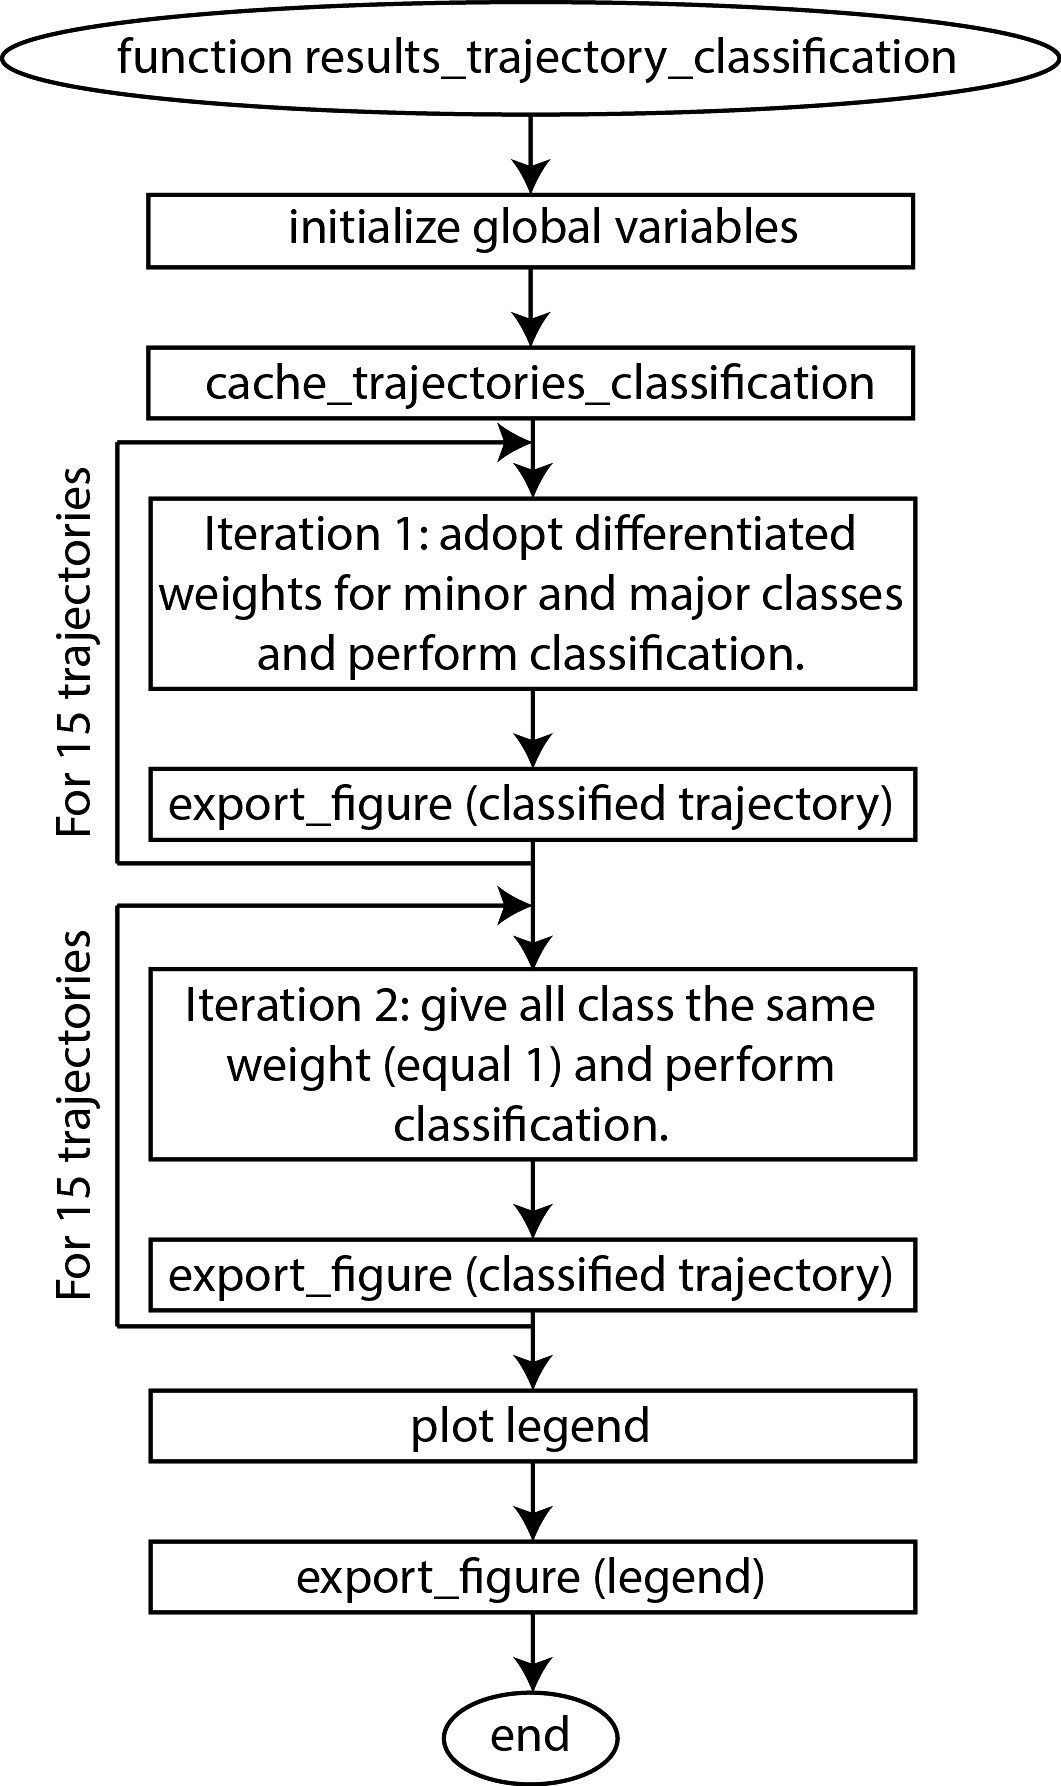 function results_trajectory_classification
initialize global variables
cache_trajectories_classification
For 15 trajectories
Iteration 1: adopt differentiated
weights for minor and major classes
and perform classification.
export_figure (classified trajectory)
For 15 trajectories
Iteration 2: give all class the same
weight (equal 1) and perform
classification.
export_figure (classified trajectory)
plot legend
export_figure (legend)
end